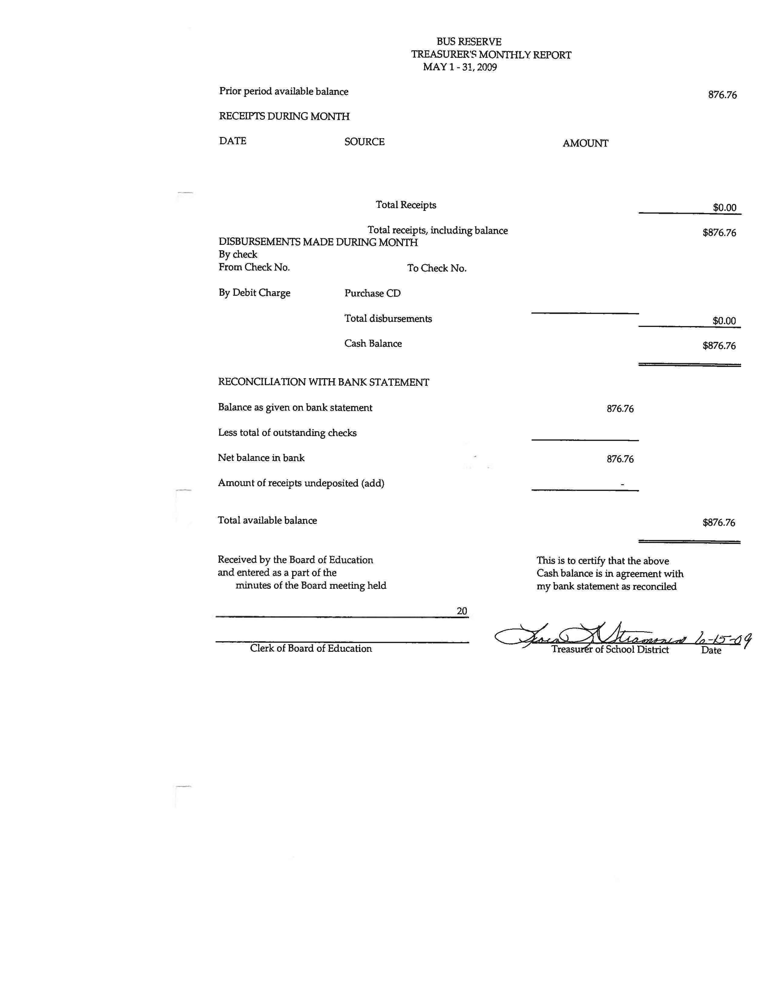 BUS RESERVE
TREASURER'S MONTHLY REPORT
MAY 1 - 31, 2009
Prior period available balance 876.76
RECEIPTS DURING MONTH
DATE SOURCE AMOUNT
Total Receipts $0.00
Total receipts, including balance $876.76
DISBURSEMENTS MADE DURING MONTH
By check
From Check No. To Check No.
By Debit Charge Purchase CD
Total disbursements $0.00
Cash Balance $876.76
RECONCILIATION WITH BANK STATEMENT
Balance as given on bank statement 876.76
Less total of outstanding checks
Net balance in bank 876.76
Amount of receipts undeposited (add) -
Total available balance $876.76
Received by the Board of Education This is to certify that the above
and entered as a part of the Cash balance is in agreement with
minutes of the Board meeting held my bank statement as reconciled
20
6-15-09
Clerk of Board of Education Treasurer of School District Date